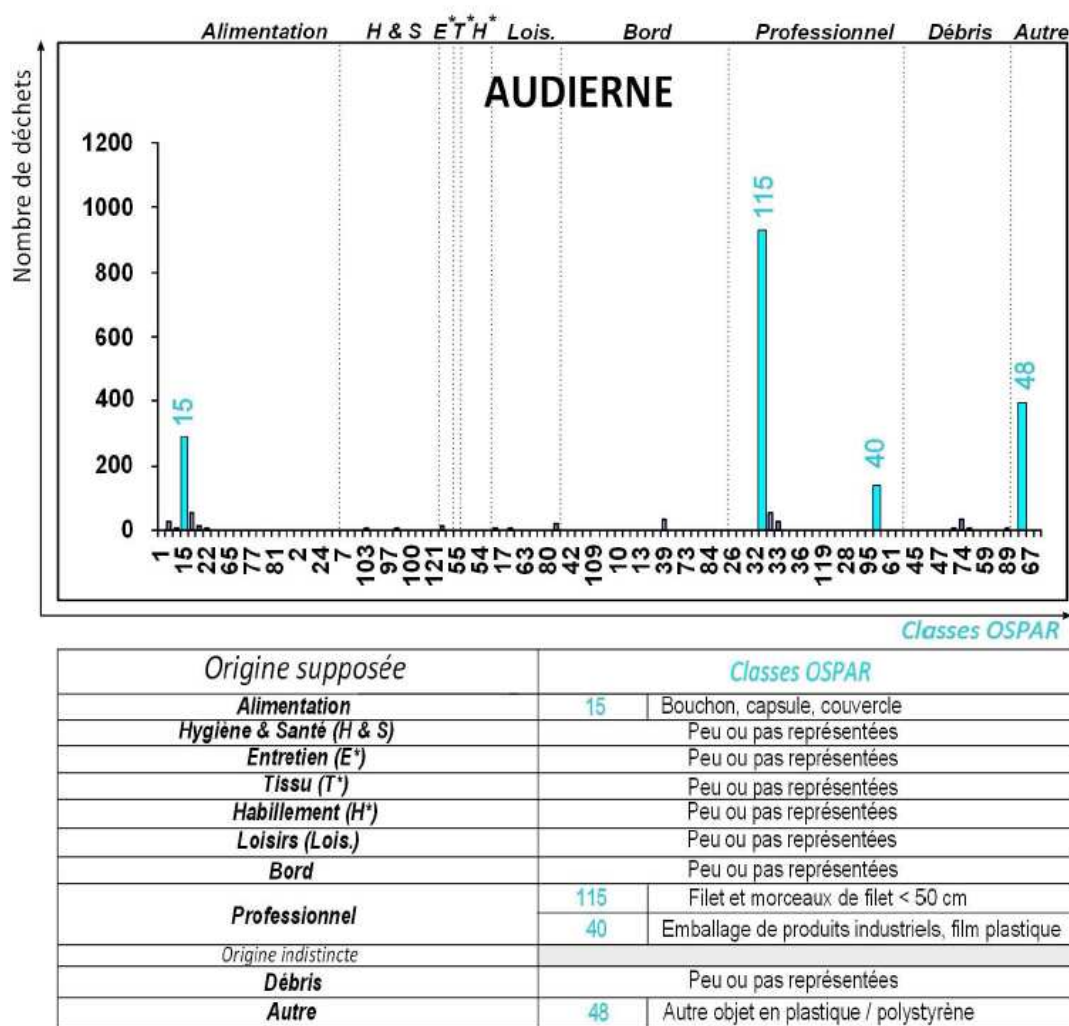 Alimentation H & S E* T* H* Lois. Bord Professionnel Débris Autre
AUDIERNE
Nombre de déchets
1200
1000
800
600
400
200
0
15
115
40
48
1 15 22 65 77 81 2 24 7 103 97 100 121 55 54 17 63 80 42 109 10 13 39 73 84 26 32 33 36 119 28 95 61 45 47 74 59 89 67
Classes OSPAR
Origine supposée Classes OSPAR
Alimentation 15 Bouchon, capsule, couvercle
Hygiène & Santé (H & S) Peu ou pas représentées
Entretien (E*) Peu ou pas représentées
Tissu (T*) Peu ou pas représentées
Habillement (H*) Peu ou pas représentées
Loisirs (Lois.) Peu ou pas représentées
Bord Peu ou pas représentées
Professionnel
115 Filet et morceaux de filet < 50 cm
40 Emballage de produits industriels, film plastique
Origine indistincte
Débris Peu ou pas représentées
Autre 48 Autre objet en plastique / polystyrène